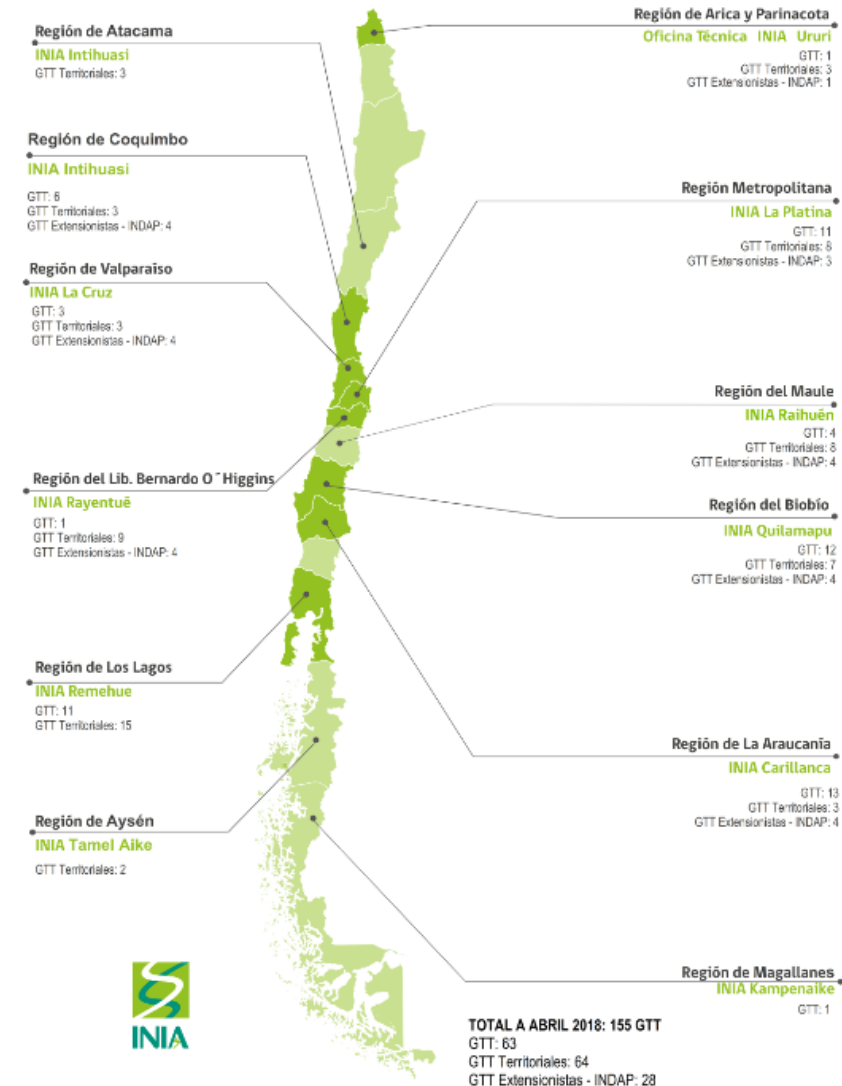 Región de Atacama
INIA Intihuasi
GTT Territoriales: 3
Región de Coquimbo
INIA Intihuasi
GTT: 6
GTT Territoriales: 3
GTT Extensionistas - INDAP: 4
Región de Valparaíso
INIA La Cruz
GTT: 3
GTT Territoriales: 3
GTT Extensionistas - INDAP: 4
Región del Lib. Bernardo O´Higgins
INIA Rayentué
GTT: 1
GTT Territoriales: 9
GTT Extensionistas - INDAP: 4
Región de Los Lagos
INIA Remehue
GTT: 11
GTT Territoriales: 15
Región de Aysén
INIA Tamel Aike
GTT Territoriales: 2
INIA
Región de Arica y Parinacota
Oficina Técnica INIA Ururi
GTT: 1
GTT Territoriales: 3
GTT Extensionistas - INDAP: 1
Región Metropolitana
INIA La Platina
GTT: 11
GTT Territoriales: 8
GTT Extensionistas - INDAP: 3
Región del Maule
INIA Raihuén
GTT: 4
GTT Territoriales: 8
GTT Extensionistas - INDAP: 4
Región del Biobío
INIA Quilamapu
GTT: 12
GTT Territoriales: 7
GTT Extensionistas - INDAP: 4
Región de La Araucanía
INIA Carillanca
GTT: 13
GTT Territoriales: 3
GTT Extensionistas - INDAP: 4
Región de Magallanes
INIA Kampenaike
GTT: 1
TOTAL A ABRIL 2018: 155 GTT
GTT: 63
GTT Territoriales: 64
GTT Extensionistas - INDAP: 28